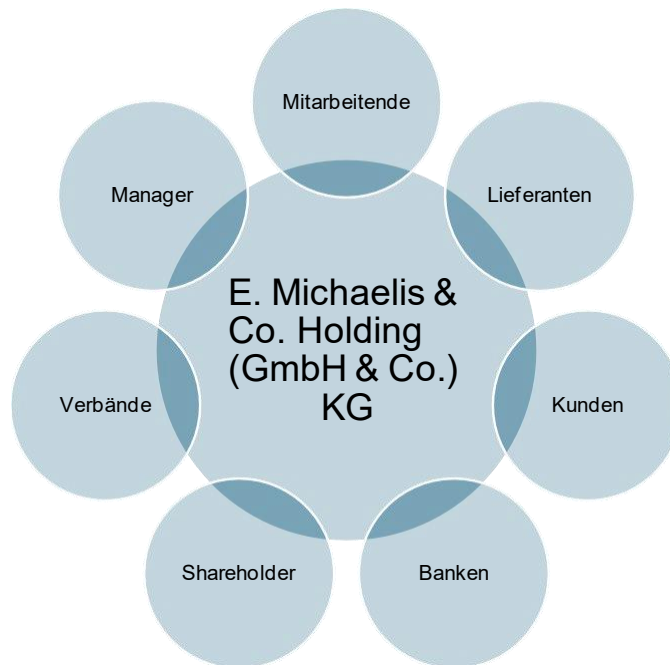 Mitarbeitende
Manager
Lieferanten
E. Michaelis &
Co. Holding
(GmbH & Co.)
KG
Verbände
Kunden
Shareholder
Banken